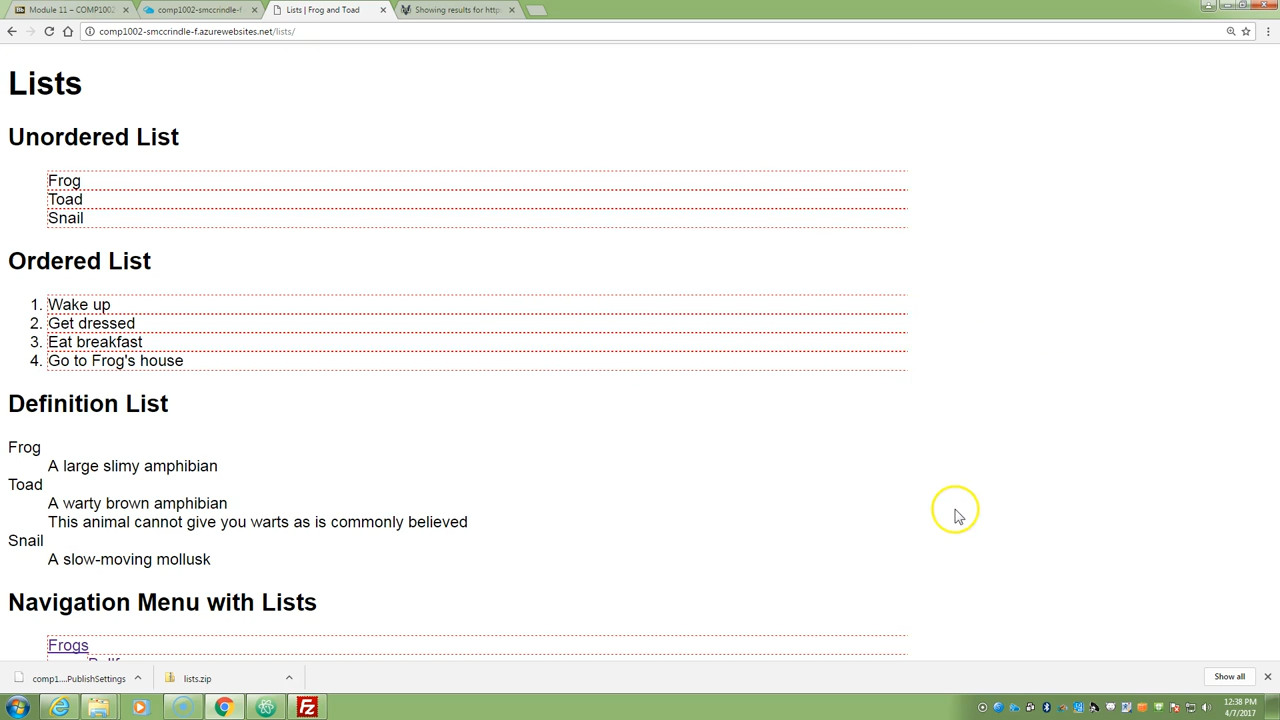 Module 11 – COMP1002
comp1002-smccrindle-f
Lists | Frog and Toad
Showing results for http
comp1002-smccrindle-f.azurewebsites.net/lists/
Lists
Unordered List
Frog
Toad
Snail
Ordered List
1. Wake up
2. Get dressed
3. Eat breakfast
4. Go to Frog's house
Definition List
Frog
A large slimy amphibian
Toad
A warty brown amphibian
This animal cannot give you warts as is commonly believed
Snail
A slow-moving mollusk
Navigation Menu with Lists
Frogs
comp1....PublishSettings
lists.zip
Show all
12:38 PM
4/7/2017